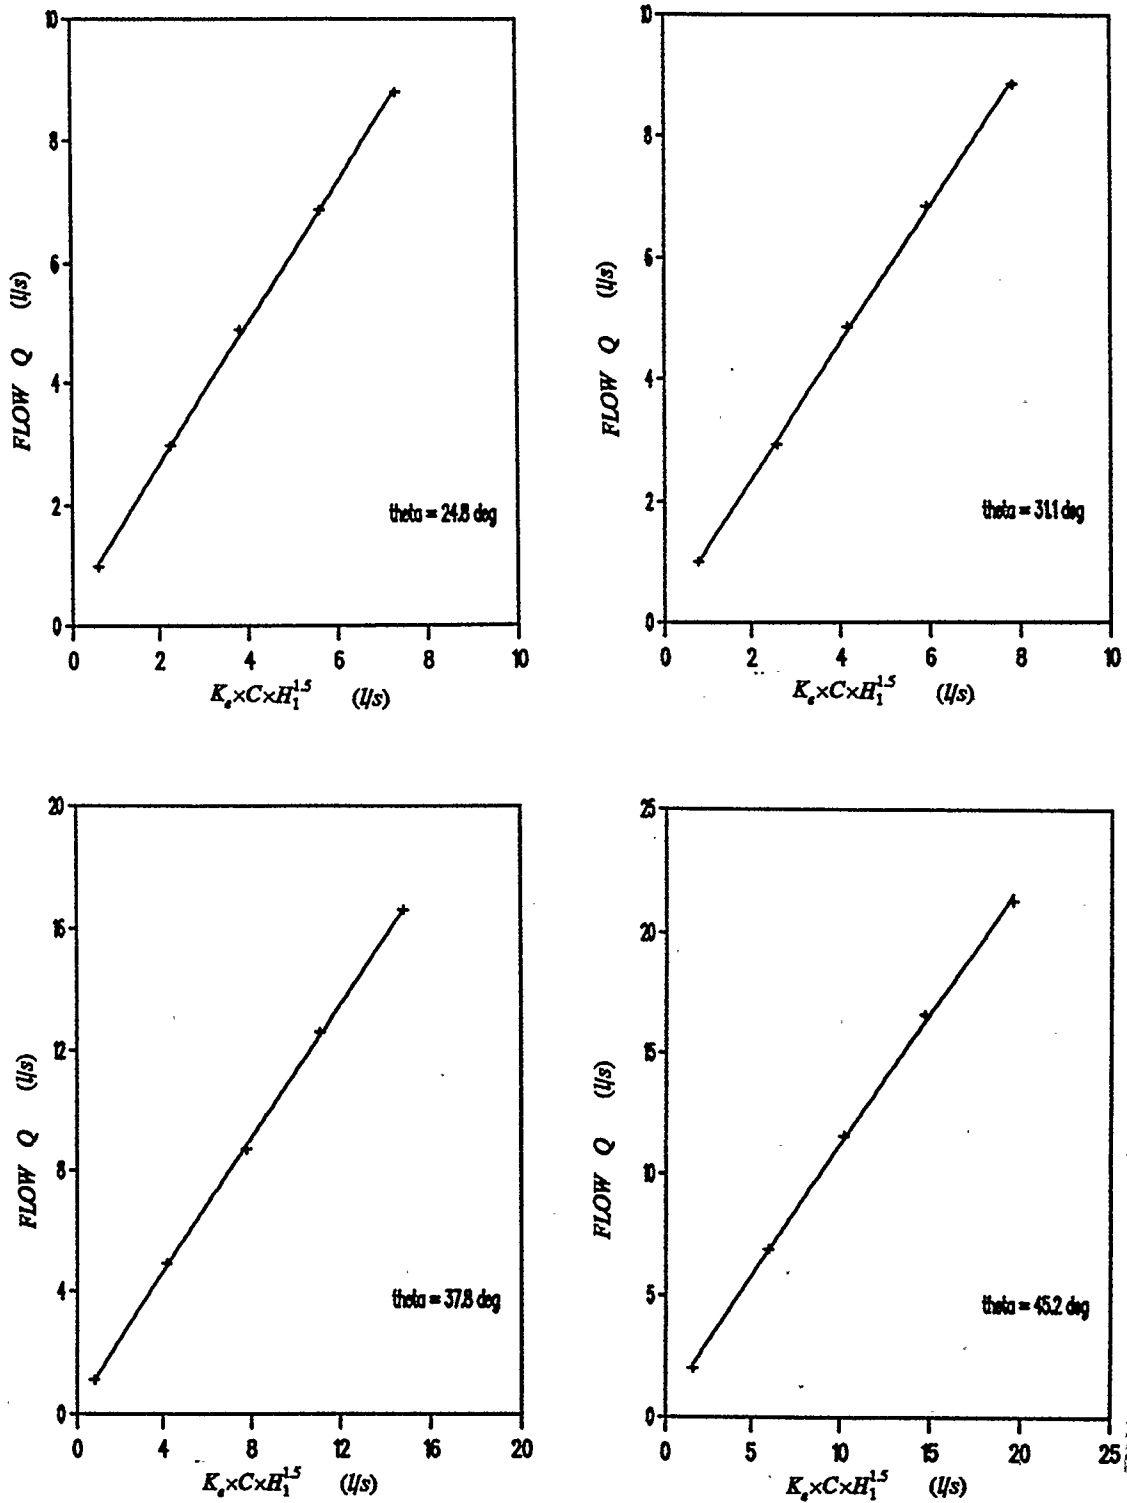 10
8
6
4
2
0
FLOW Q (l/s)
theta = 24.8 deg
0 2 4 6 8 10
Kₑ×C×H₁^1.5 (l/s)
10
8
6
4
2
0
FLOW Q (l/s)
theta = 31.1 deg
0 2 4 6 8 10
Kₑ×C×H₁^1.5 (l/s)
20
16
12
8
4
0
FLOW Q (l/s)
theta = 37.8 deg
0 4 8 12 16 20
Kₑ×C×H₁^1.5 (l/s)
25
20
15
10
5
0
FLOW Q (l/s)
theta = 45.2 deg
0 5 10 15 20 25
Kₑ×C×H₁^1.5 (l/s)